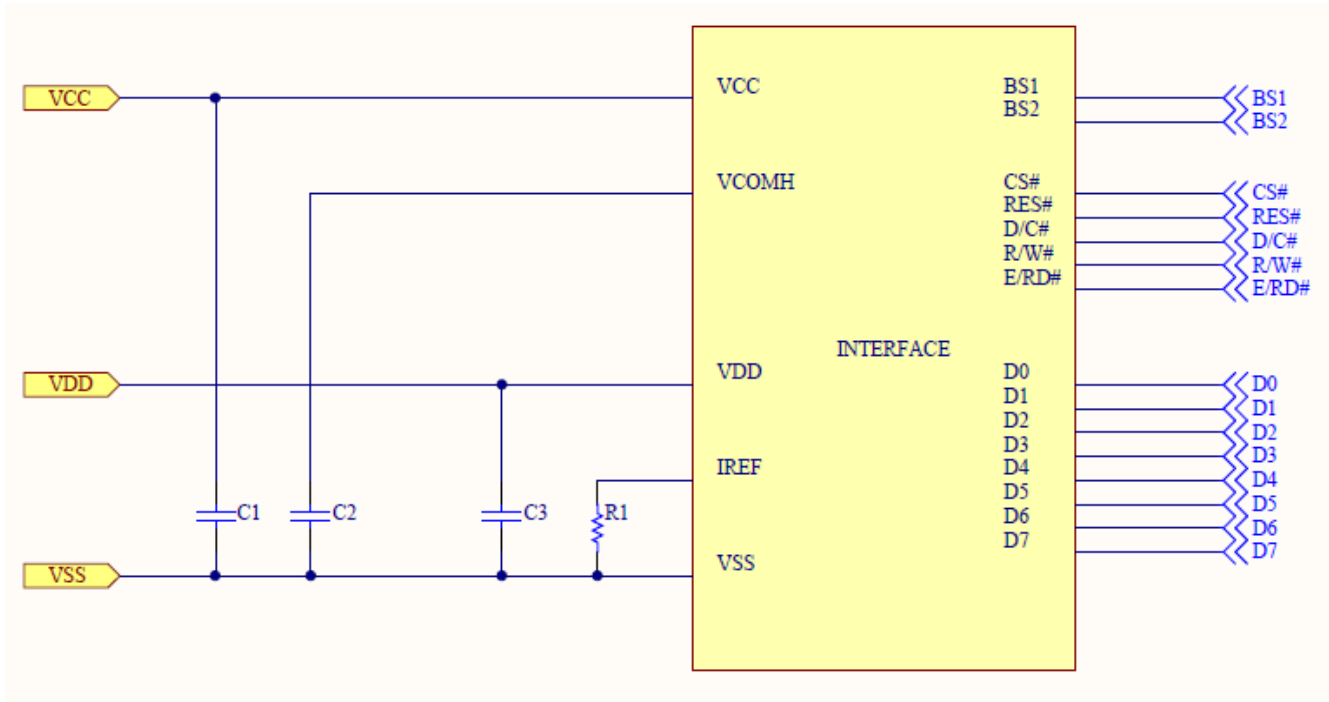 VCC VCC BS1 BS1
BS2 BS2
VCOMH CS# CS#
RES# RES#
D/C# D/C#
R/W# R/W#
E/RD# E/RD#
INTERFACE
VDD VDD D0 D0
D1 D1
D2 D2
D3 D3
IREF D4 D4
D5 D5
C1 C2 C3 R1 D6 D6
D7 D7
VSS VSS